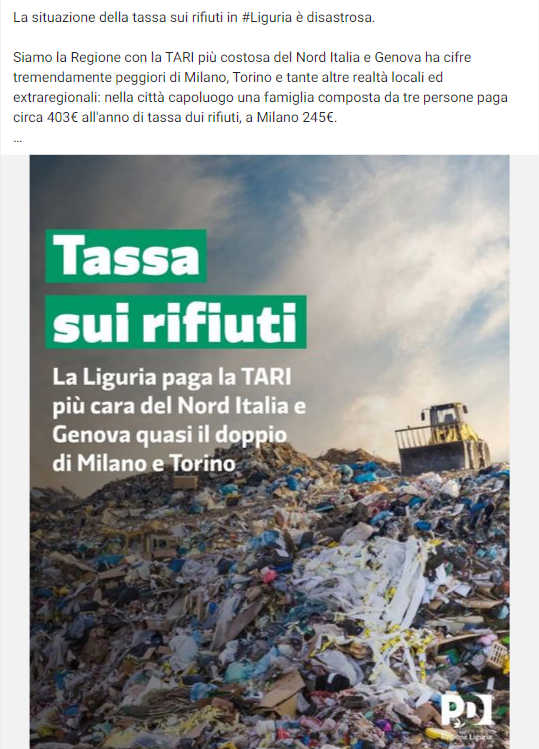 La situazione della tassa sui rifiuti in #Liguria è disastrosa.
Siamo la Regione con la TARI più costosa del Nord Italia e Genova ha cifre
tremendamente peggiori di Milano, Torino e tante altre realtà locali ed
extraregionali: nella città capoluogo una famiglia composta da tre persone paga
circa 403€ all'anno di tassa dui rifiuti, a Milano 245€.
...
Tassa
sui rifiuti
La Liguria paga la TARI
più cara del Nord Italia e
Genova quasi il doppio
di Milano e Torino
PD
Regione Liguria